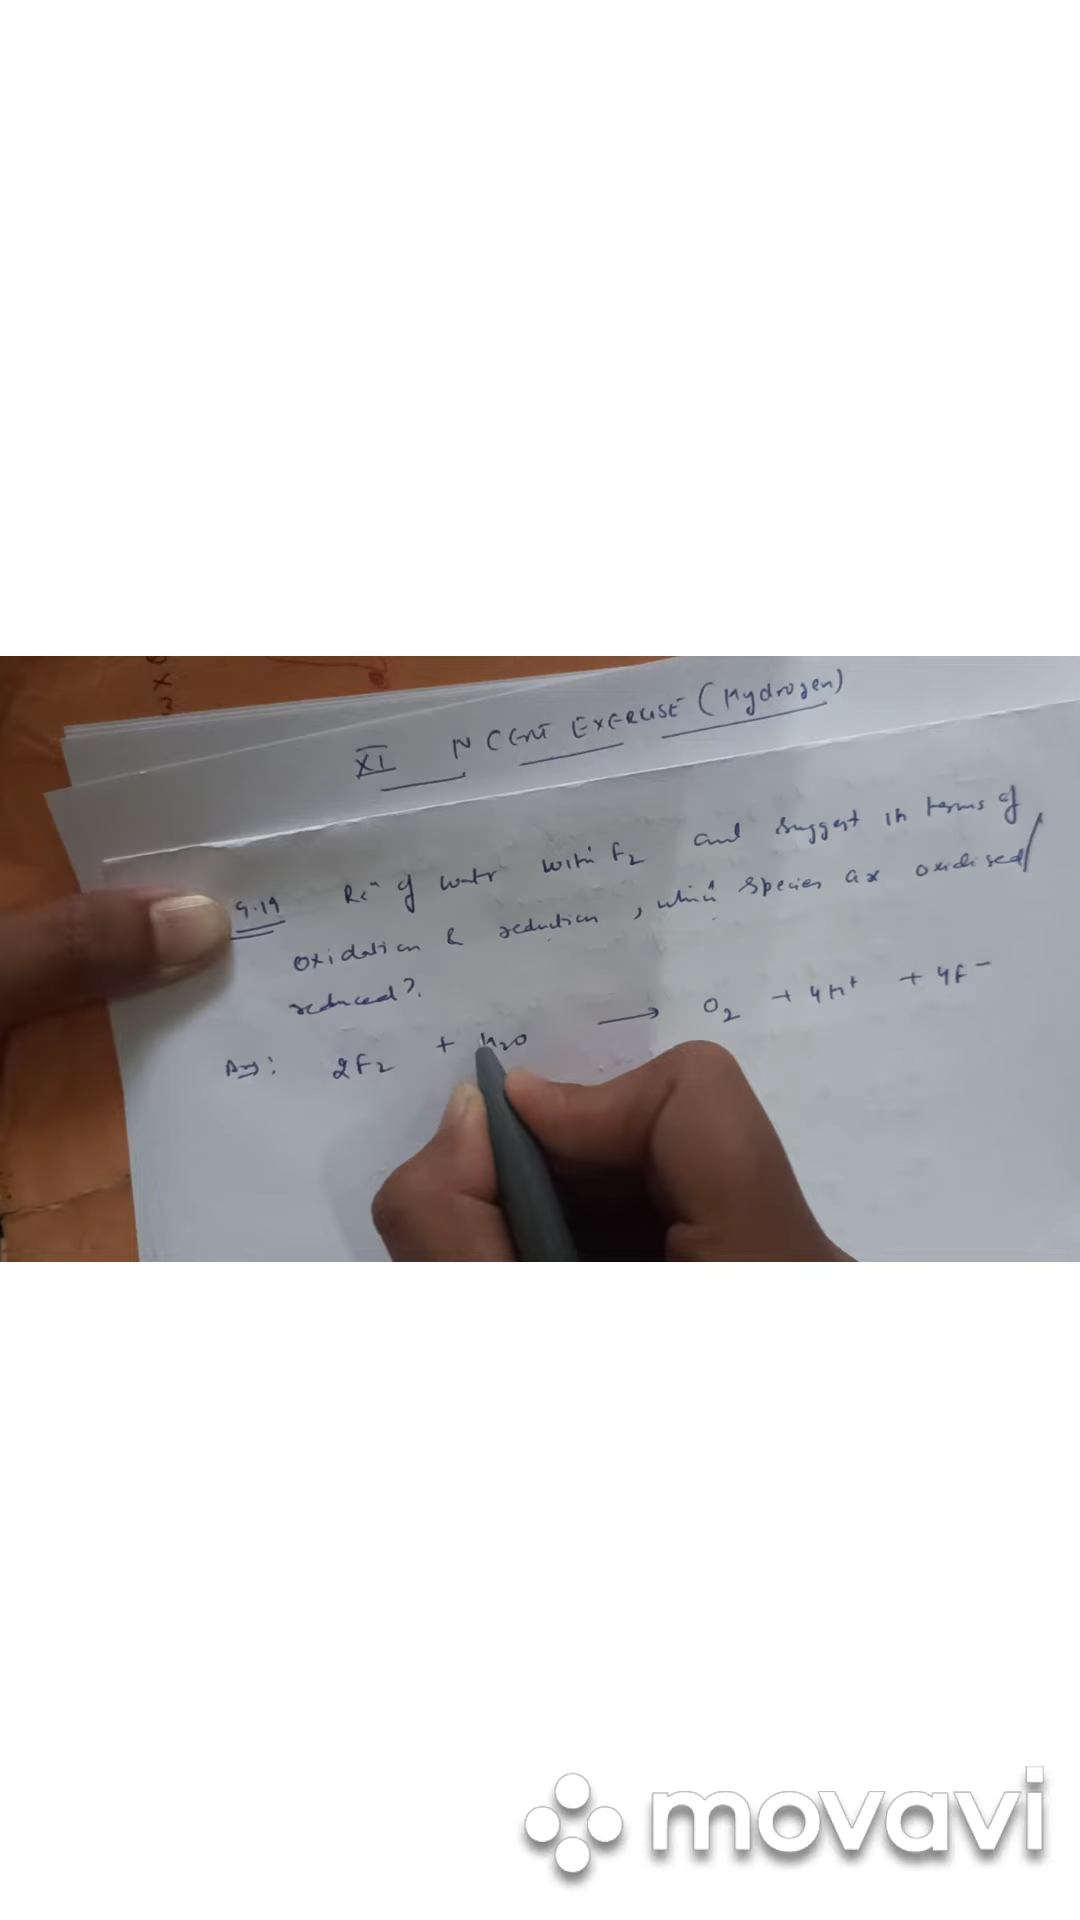 XI NCERT EXERCISE (Hydrogen)
9.19 Rcⁿ of water with F2 and suggest in terms of
oxidation & reduction, which species are oxidised/
reduced?.
Ans: 2F2 + H2O ⟶ O2 + 4H⁺ + 4F⁻
movavi